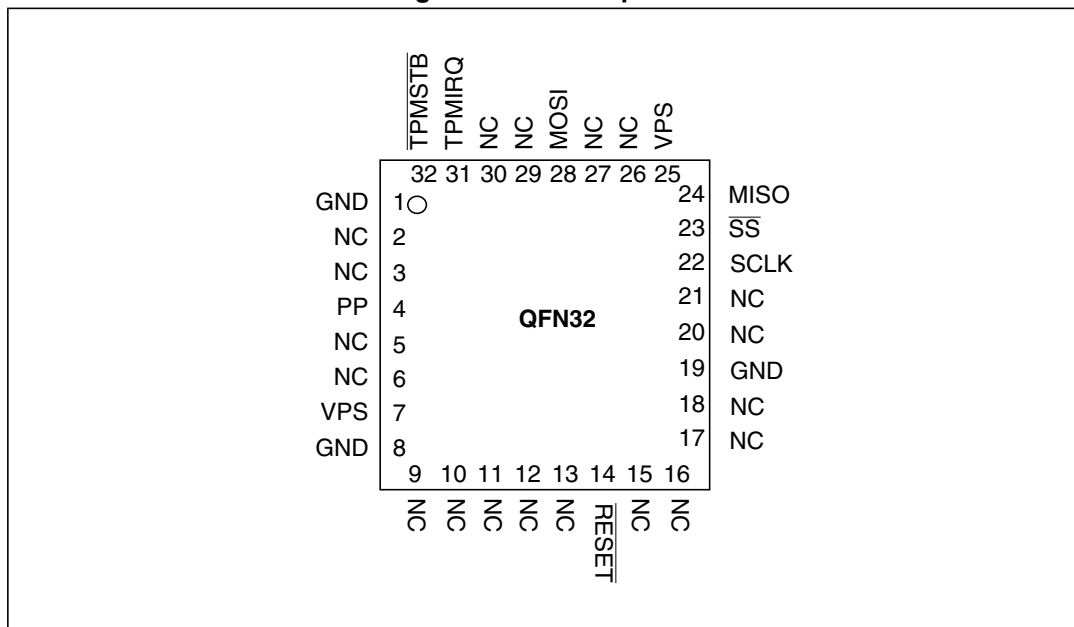 TPMSTB
TPMIRQ
NC
NC
MOSI
NC
NC
VPS
32 31 30 29 28 27 26 25
GND 1
NC 2
NC 3
PP 4
NC 5
NC 6
VPS 7
GND 8
QFN32
24 MISO
23 SS
22 SCLK
21 NC
20 NC
19 GND
18 NC
17 NC
9 10 11 12 13 14 15 16
NC
NC
NC
NC
NC
RESET
NC
NC